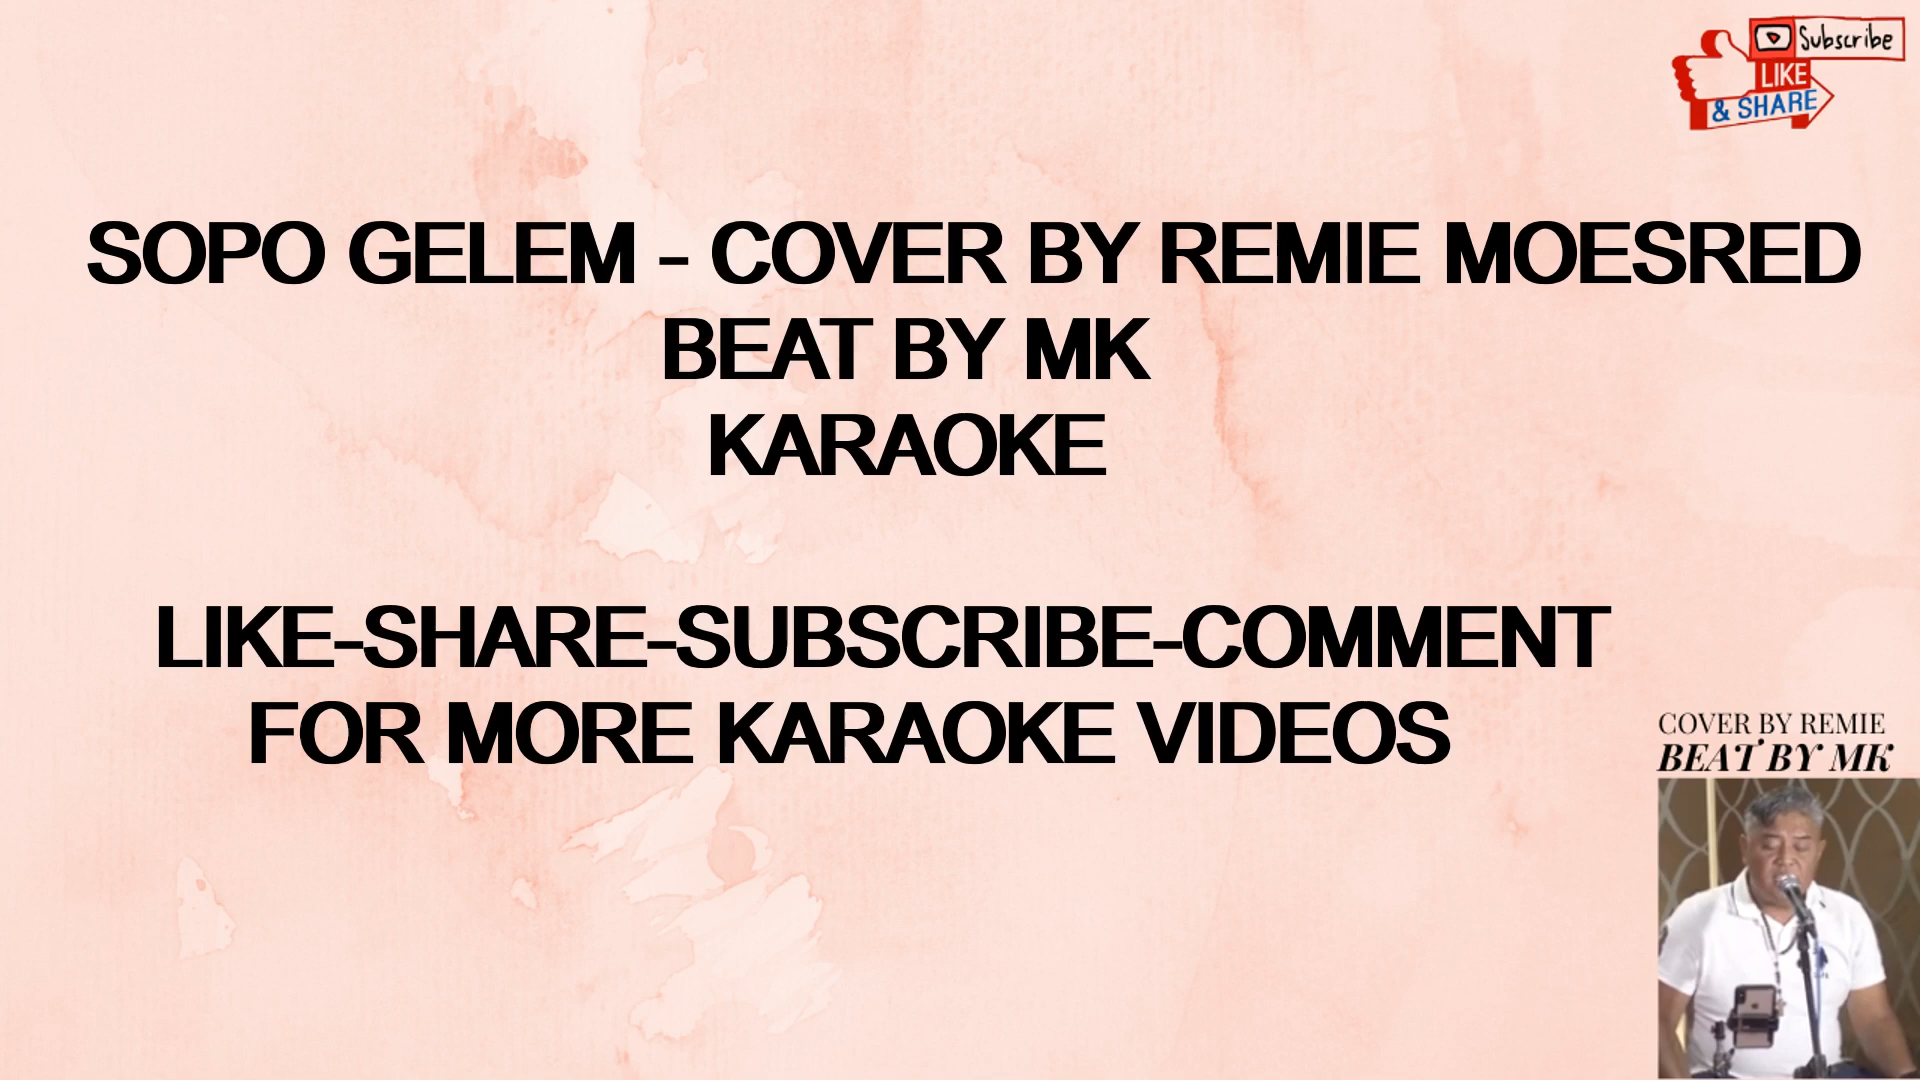 Subscribe
LIKE
& SHARE
SOPO GELEM - COVER BY REMIE MOESRED
BEAT BY MK
KARAOKE
LIKE-SHARE-SUBSCRIBE-COMMENT
FOR MORE KARAOKE VIDEOS
COVER BY REMIE
BEAT BY MK